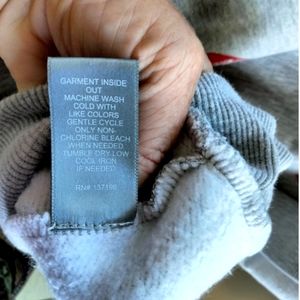 GARMENT INSIDE
OUT
MACHINE WASH
COLD WITH
LIKE COLORS
GENTLE CYCLE
ONLY NON-
CHLORINE BLEACH
WHEN NEEDED
TUMBLE DRY LOW
COOL IRON
IF NEEDED
RN# 137199